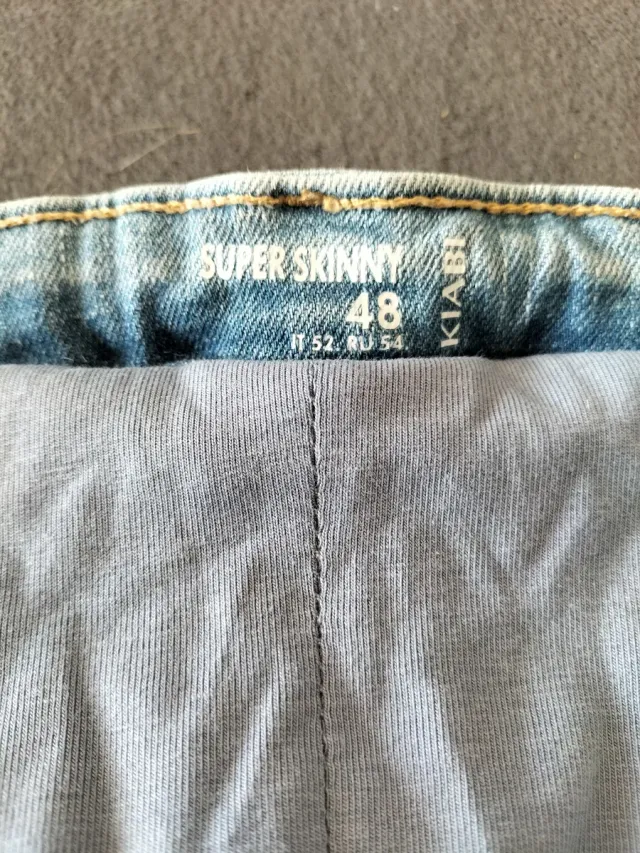 SUPER SKINNY
48
IT 52 RU 54
KIABI